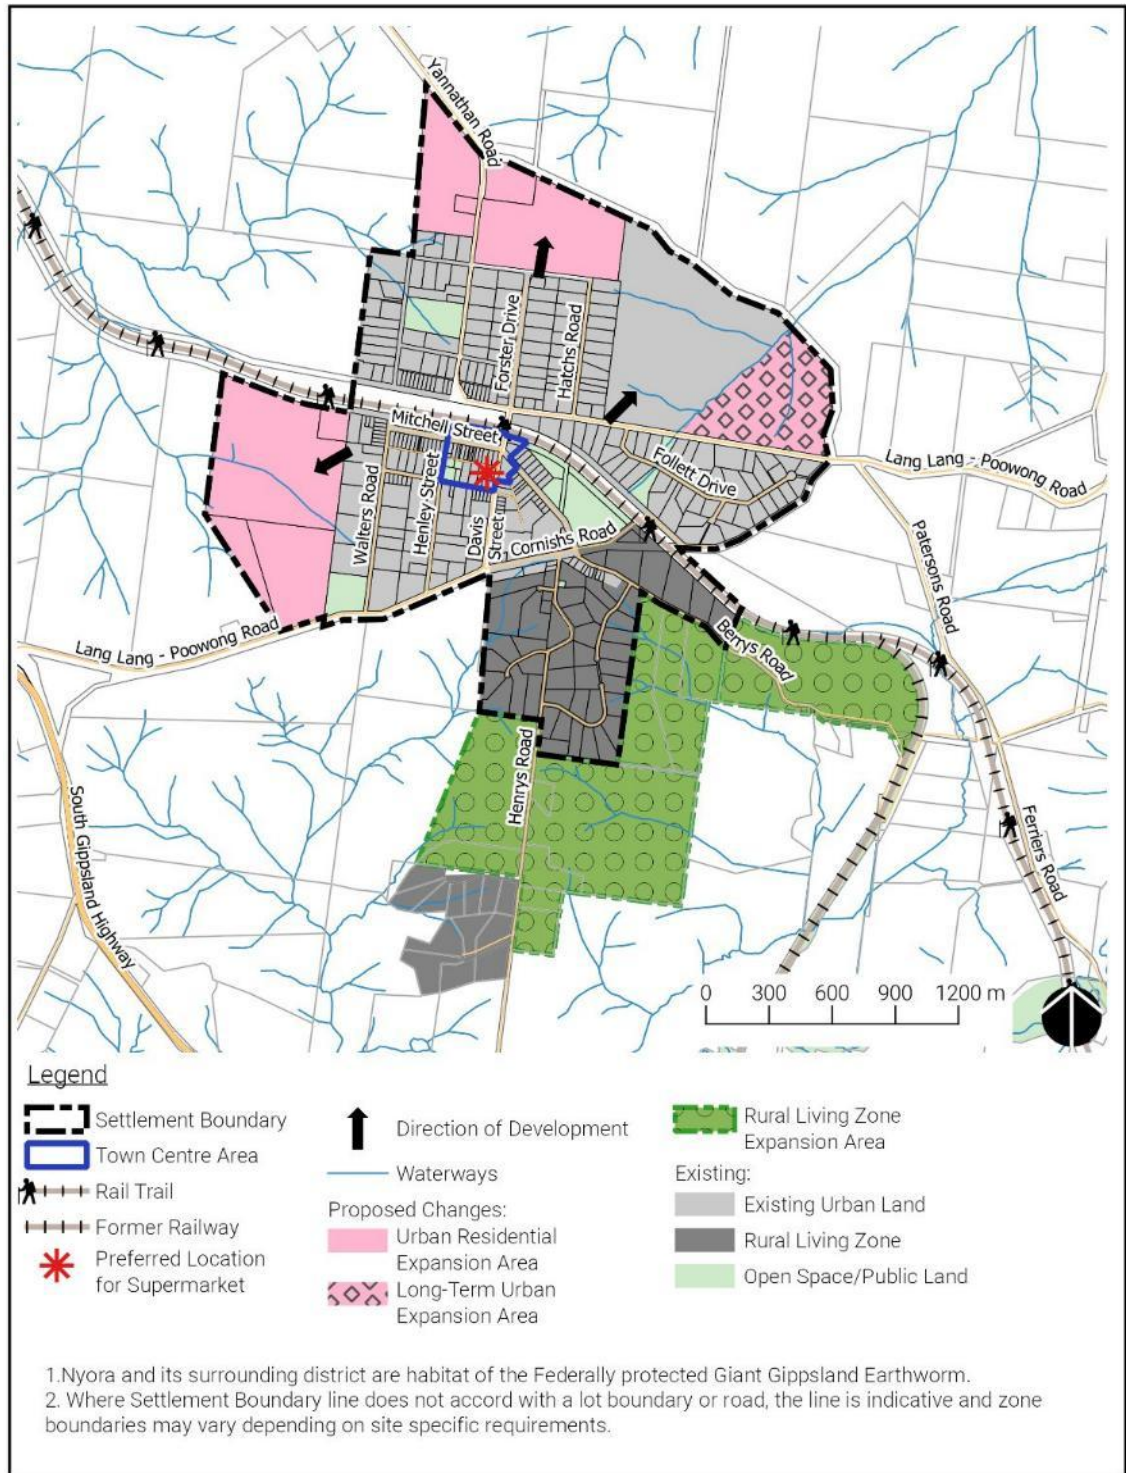 Yannathan Road
Forster Drive
Hatchs Road
Mitchell Street
Follett Drive
Lang Lang - Poowong Road
Walters Road
Henley Street
Davis
Street
Cornishs Road
Patersons Road
Lang Lang - Poowong Road
Berrys Road
Henrys Road
South Gippsland Highway
Ferriers Road
0 300 600 900 1200 m
Legend
Settlement Boundary
Town Centre Area
Rail Trail
Former Railway
Preferred Location
for Supermarket
Direction of Development
Waterways
Proposed Changes:
Urban Residential
Expansion Area
Long-Term Urban
Expansion Area
Rural Living Zone
Expansion Area
Existing:
Existing Urban Land
Rural Living Zone
Open Space/Public Land
1.Nyora and its surrounding district are habitat of the Federally protected Giant Gippsland Earthworm.
2. Where Settlement Boundary line does not accord with a lot boundary or road, the line is indicative and zone
boundaries may vary depending on site specific requirements.